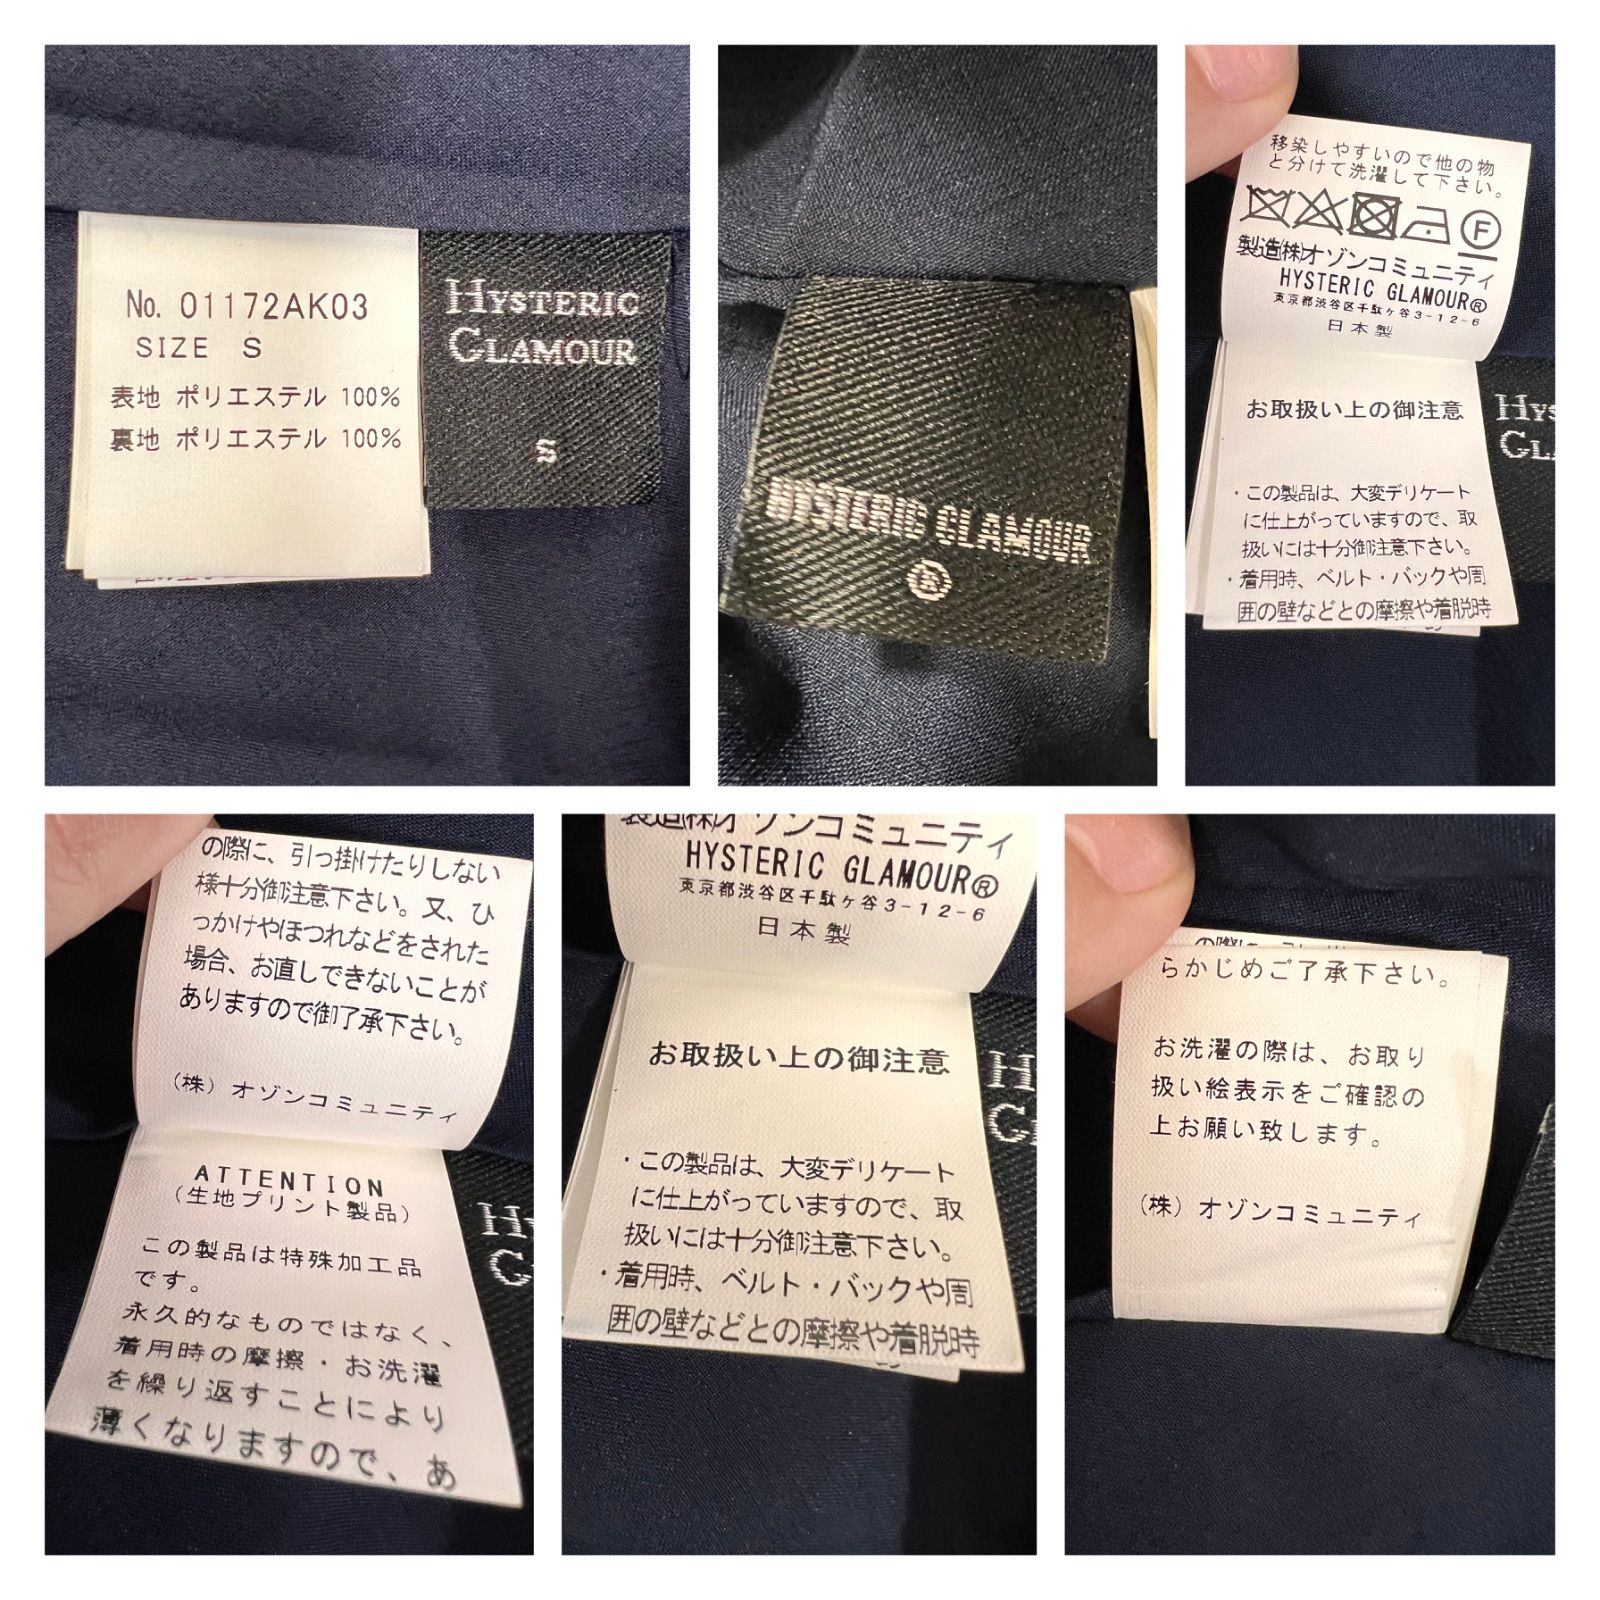 No. 01172AK03
SIZE S
表地 ポリエステル 100%
裏地 ポリエステル 100%
HYSTERIC
GLAMOUR
S
HYSTERIC GLAMOUR
®
移染しやすいので他の物
と分けて洗濯して下さい。
F
製造㈱オゾンコミュニティ
HYSTERIC GLAMOUR®
東京都渋谷区千駄ケ谷3-12-6
日本製
お取扱い上の御注意
・この製品は、大変デリケート
に仕上がっていますので、取
扱いには十分御注意下さい。
・着用時、ベルト・バックや周
囲の壁などとの摩擦や着脱時
HYS
GL
の際に、引っ掛けたりしない
様十分御注意下さい。又、ひ
っかけやほつれなどをされた
場合、お直しできないことが
ありますので御了承下さい。
(株)オゾンコミュニティ
ATTENTION
(生地プリント製品)
この製品は特殊加工品
です。
永久的なものではなく、
着用時の摩擦・お洗濯
を繰り返すことにより
薄くなりますので、あ
製造㈱オゾンコミュニティ
HYSTERIC GLAMOUR®
東京都渋谷区千駄ケ谷3-12-6
日本製
お取扱い上の御注意
・この製品は、大変デリケート
に仕上がっていますので、取
扱いには十分御注意下さい。
・着用時、ベルト・バックや周
囲の壁などとの摩擦や着脱時
らかじめご了承下さい。
お洗濯の際は、お取り
扱い絵表示をご確認の
上お願い致します。
(株)オゾンコミュニティ